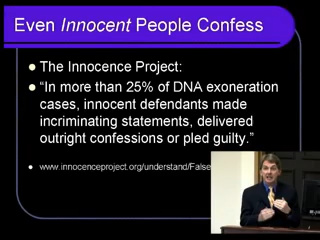 Even Innocent People Confess
The Innocence Project:
"In more than 25% of DNA exoneration
cases, innocent defendants made
incriminating statements, delivered
outright confessions or pled guilty."
www.innocenceproject.org/understand/False